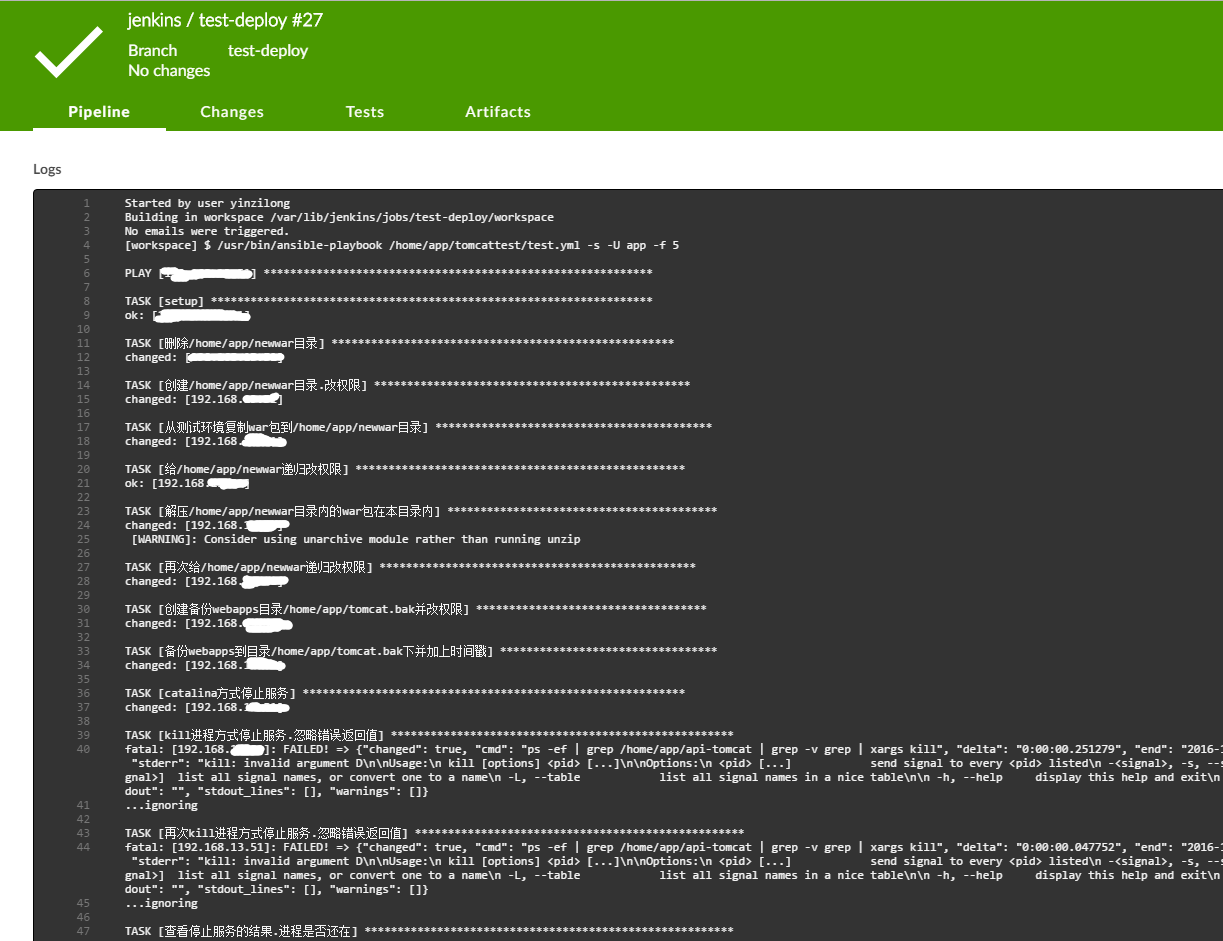 jenkins / test-deploy #27
Branch test-deploy
No changes
Pipeline Changes Tests Artifacts
Logs
1 Started by user yinzilong
2 Building in workspace /var/lib/jenkins/jobs/test-deploy/workspace
3 No emails were triggered.
4 [workspace] $ /usr/bin/ansible-playbook /home/app/tomcattest/test.yml -s -U app -f 5
5
6 PLAY [] ***********************************************************
7
8 TASK [setup] *******************************************************************
9 ok: []
10
11 TASK [删除/home/app/newwar目录] ****************************************************
12 changed: []
13
14 TASK [创建/home/app/newwar目录.改权限] ************************************************
15 changed: [192.168.]
16
17 TASK [从测试环境复制war包到/home/app/newwar目录] ******************************************
18 changed: [192.168.
19
20 TASK [给/home/app/newwar递归改权限] **************************************************
21 ok: [192.168.]
22
23 TASK [解压/home/app/newwar目录内的war包在本目录内] *****************************************
24 changed: [192.168.1]
25 [WARNING]: Consider using unarchive module rather than running unzip
26
27 TASK [再次给/home/app/newwar递归改权限] ************************************************
28 changed: [192.168.]
29
30 TASK [创建备份webapps目录/home/app/tomcat.bak并改权限] ***********************************
31 changed: [192.168.
32
33 TASK [备份webapps到目录/home/app/tomcat.bak下并加上时间戳] *********************************
34 changed: [192.168.1
35
36 TASK [catalina方式停止服务] **********************************************************
37 changed: [192.168.1
38
39 TASK [kill进程方式停止服务.忽略错误返回值] ****************************************************
40 fatal: [192.168.]: FAILED! => {"changed": true, "cmd": "ps -ef | grep /home/app/api-tomcat | grep -v grep | xargs kill", "delta": "0:00:00.251279", "end": "2016-1
"stderr": "kill: invalid argument D\n\nUsage:\n kill [options] <pid> [...]\n\nOptions:\n <pid> [...] send signal to every <pid> listed\n -<signal>, -s, --s
gnal>] list all signal names, or convert one to a name\n -L, --table list all signal names in a nice table\n\n -h, --help display this help and exit\n
dout": "", "stdout_lines": [], "warnings": []}
41 ...ignoring
42
43 TASK [再次kill进程方式停止服务.忽略错误返回值] **************************************************
44 fatal: [192.168.13.51]: FAILED! => {"changed": true, "cmd": "ps -ef | grep /home/app/api-tomcat | grep -v grep | xargs kill", "delta": "0:00:00.047752", "end": "2016-1
"stderr": "kill: invalid argument D\n\nUsage:\n kill [options] <pid> [...]\n\nOptions:\n <pid> [...] send signal to every <pid> listed\n -<signal>, -s, --s
gnal>] list all signal names, or convert one to a name\n -L, --table list all signal names in a nice table\n\n -h, --help display this help and exit\n
dout": "", "stdout_lines": [], "warnings": []}
45 ...ignoring
46
47 TASK [查看停止服务的结果.进程是否还在] ********************************************************